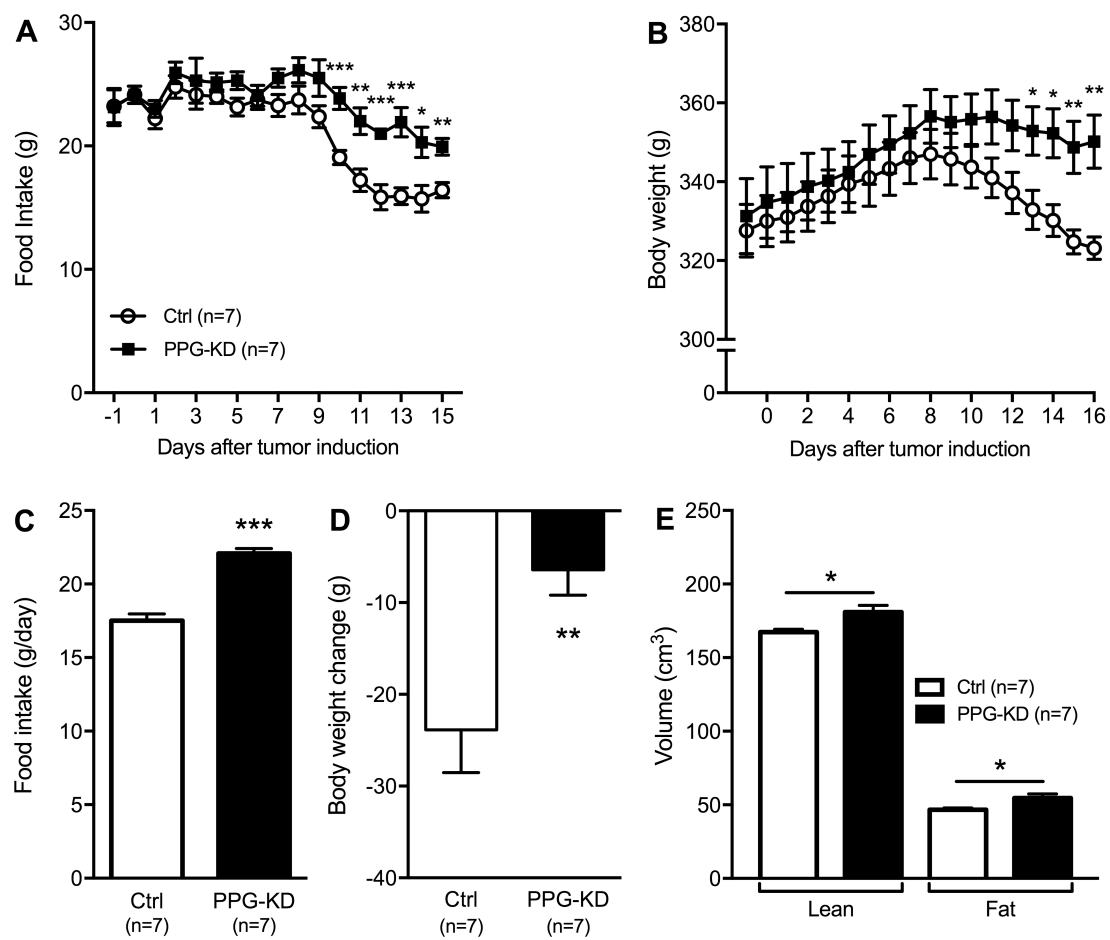 A
Food Intake (g)
30
20
10
0
*** ** *** *** * **
Ctrl (n=7)
PPG-KD (n=7)
-1 1 3 5 7 9 11 13 15
Days after tumor induction
B
Body weight (g)
380
360
340
320
300
0
* * ** **
0 2 4 6 8 10 12 14 16
Days after tumor induction
C
Food intake (g/day)
25
20
15
10
5
0
***
Ctrl PPG-KD
(n=7) (n=7)
D
Body weight change (g)
0
-10
-20
-30
-40
**
Ctrl PPG-KD
(n=7) (n=7)
E
Volume (cm³)
250
200
150
100
50
0
*
*
Ctrl (n=7)
PPG-KD (n=7)
Lean Fat